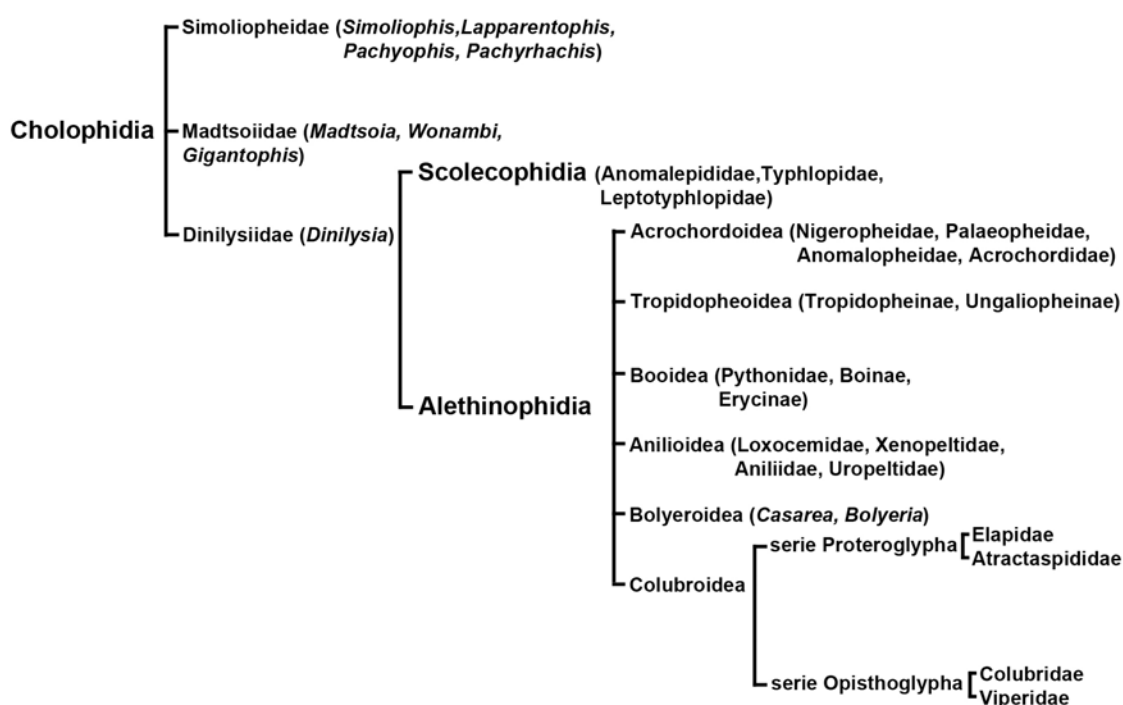 Simoliopheidae (Simoliophis,Lapparentophis,
Pachyophis, Pachyrhachis)
Cholophidia
Madtsoiidae (Madtsoia, Wonambi,
Gigantophis)
Scolecophidia (Anomalepididae,Typhlopidae,
Leptotyphlopidae)
Dinilysiidae (Dinilysia)
Acrochordoidea (Nigeropheidae, Palaeopheidae,
Anomalopheidae, Acrochordidae)
Tropidopheoidea (Tropidopheinae, Ungaliopheinae)
Booidea (Pythonidae, Boinae,
Erycinae)
Alethinophidia
Anilioidea (Loxocemidae, Xenopeltidae,
Aniliidae, Uropeltidae)
Bolyeroidea (Casarea, Bolyeria)
serie Proteroglypha
Elapidae
Atractaspididae
Colubroidea
serie Opisthoglypha
Colubridae
Viperidae